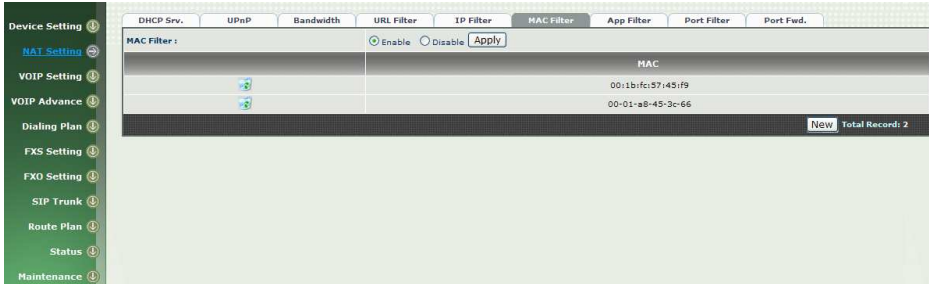 Device Setting
NAT Setting
VOIP Setting
VOIP Advance
Dialing Plan
FXS Setting
FXO Setting
SIP Trunk
Route Plan
Status
Maintenance
DHCP Srv. UPnP Bandwidth URL Filter IP Filter MAC Filter App Filter Port Filter Port Fwd.
MAC Filter : Enable Disable Apply
MAC
00:1b:fc:57:45:f9
00-01-a8-45-3c-66
New Total Record: 2